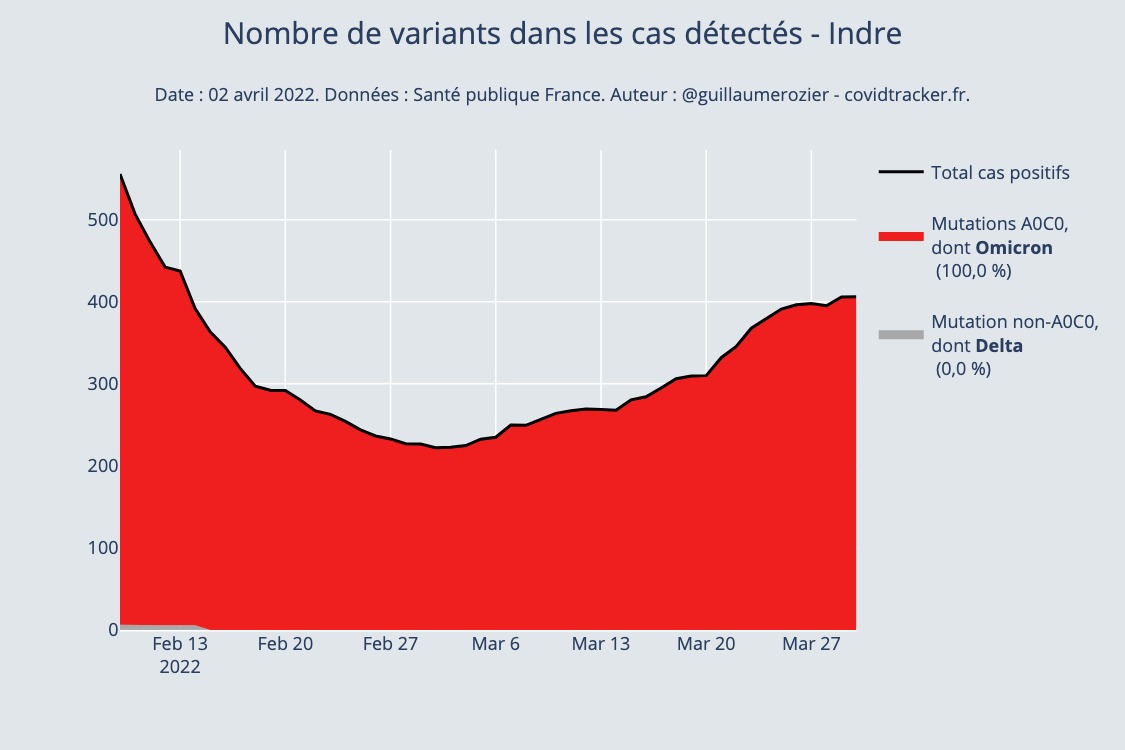 Nombre de variants dans les cas détectés - Indre
Date : 02 avril 2022. Données : Santé publique France. Auteur : @guillaumerozier - covidtracker.fr.
Total cas positifs
Mutations A0C0,
dont Omicron
(100,0 %)
Mutation non-A0C0,
dont Delta
(0,0 %)
500
400
300
200
100
0
Feb 13
2022
Feb 20
Feb 27
Mar 6
Mar 13
Mar 20
Mar 27